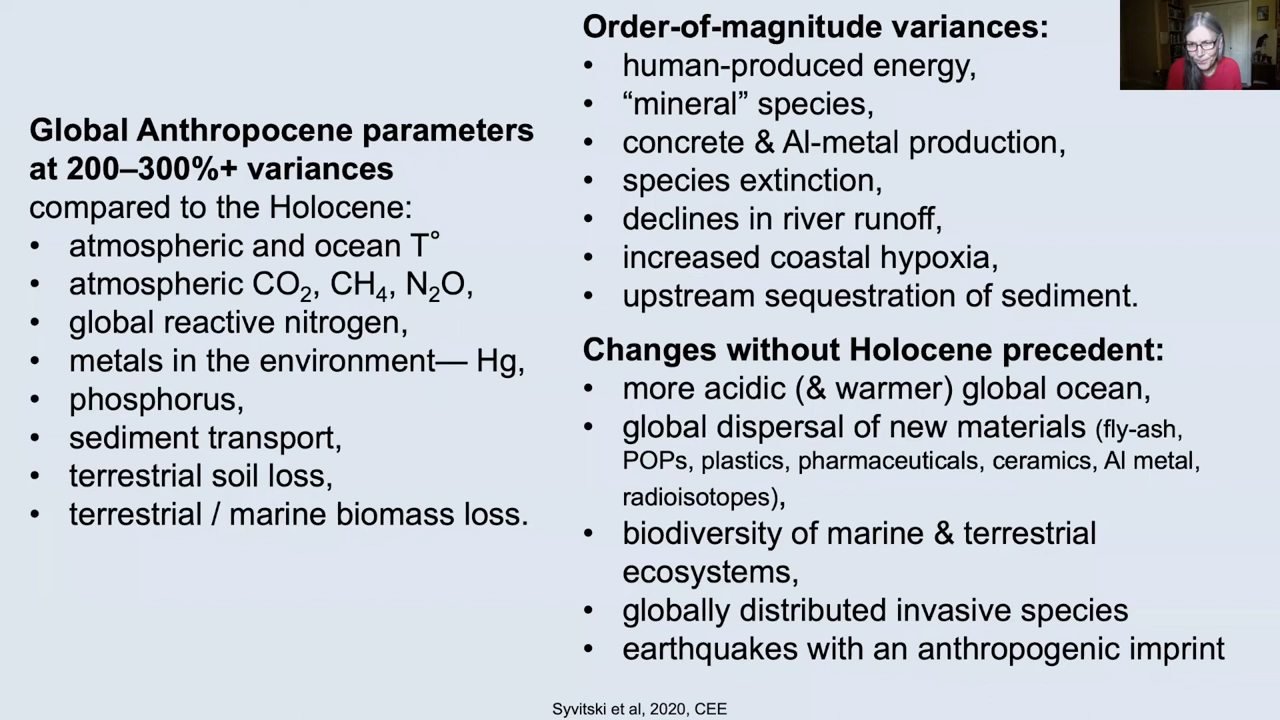 Global Anthropocene parameters
at 200–300%+ variances
compared to the Holocene:
• atmospheric and ocean T°
• atmospheric CO₂, CH₄, N₂O,
• global reactive nitrogen,
• metals in the environment— Hg,
• phosphorus,
• sediment transport,
• terrestrial soil loss,
• terrestrial / marine biomass loss.
Order-of-magnitude variances:
• human-produced energy,
• “mineral” species,
• concrete & Al-metal production,
• species extinction,
• declines in river runoff,
• increased coastal hypoxia,
• upstream sequestration of sediment.
Changes without Holocene precedent:
• more acidic (& warmer) global ocean,
• global dispersal of new materials (fly-ash,
POPs, plastics, pharmaceuticals, ceramics, Al metal,
radioisotopes),
• biodiversity of marine & terrestrial
ecosystems,
• globally distributed invasive species
• earthquakes with an anthropogenic imprint
Syvitski et al, 2020, CEE